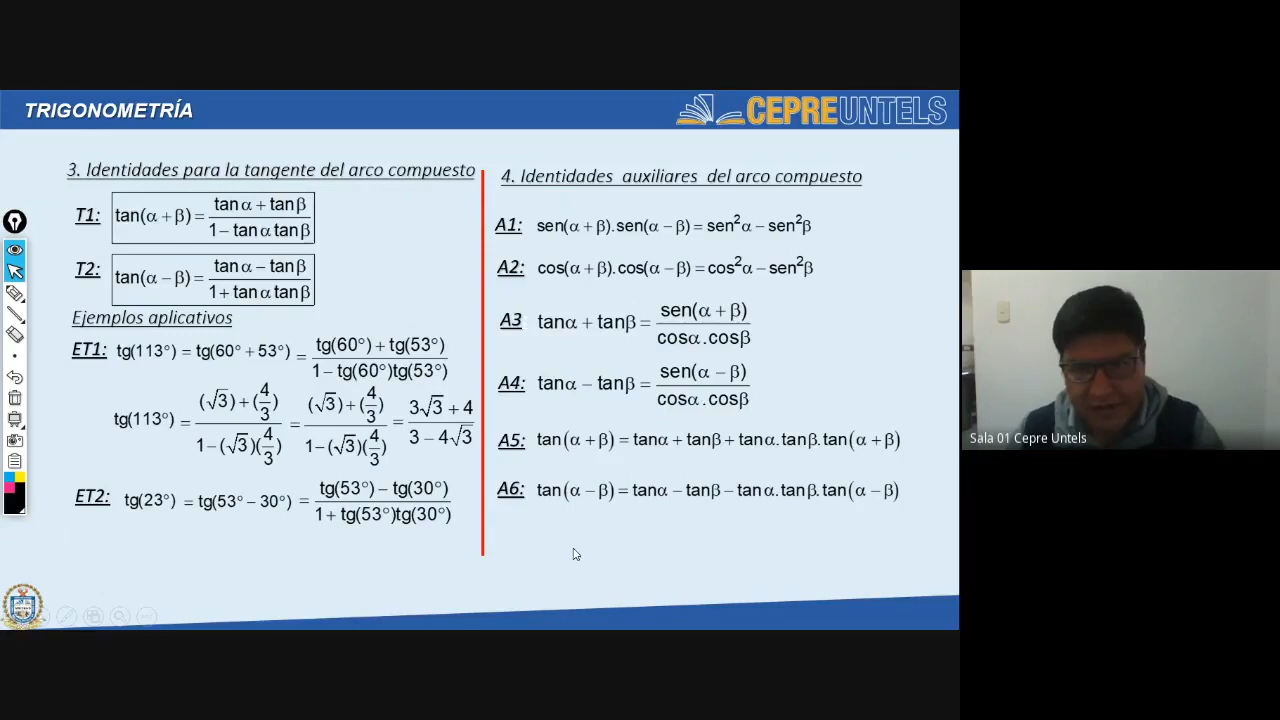 TRIGONOMETRÍA
CEPREUNTELS
3. Identidades para la tangente del arco compuesto
T1: tan(α + β) = (tanα + tanβ) / (1 − tanαtanβ)
T2: tan(α − β) = (tanα − tanβ) / (1 + tanαtanβ)
Ejemplos aplicativos
ET1: tg(113°) = tg(60° + 53°) = (tg(60°) + tg(53°)) / (1 − tg(60°)tg(53°))
tg(113°) = ((√3) + (4/3)) / (1 − (√3)(4/3)) = ((√3) + (4/3)) / (1 − (√3)(4/3)) = (3√3 + 4) / (3 − 4√3)
ET2: tg(23°) = tg(53° − 30°) = (tg(53°) − tg(30°)) / (1 + tg(53°)tg(30°))
4. Identidades auxiliares del arco compuesto
A1: sen(α + β).sen(α − β) = sen²α − sen²β
A2: cos(α + β).cos(α − β) = cos²α − sen²β
A3 tanα + tanβ = sen(α + β) / cosα.cosβ
A4: tanα − tanβ = sen(α − β) / cosα.cosβ
A5: tan(α + β) = tanα + tanβ + tanα.tanβ.tan(α + β)
A6: tan(α − β) = tanα − tanβ − tanα.tanβ.tan(α − β)
Sala 01 Cepre Untels